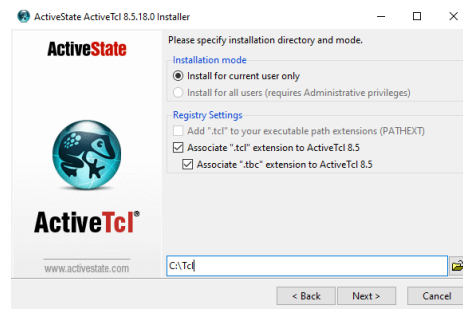 ActiveState ActiveTcl 8.5.18.0 Installer
ActiveState
Please specify installation directory and mode.
Installation mode
Install for current user only
Install for all users (requires Administrative privileges)
Registry Settings
Add ".tcl" to your executable path extensions (PATHEXT)
Associate ".tcl" extension to ActiveTcl 8.5
Associate ".tbc" extension to ActiveTcl 8.5
ActiveTcl®
www.activestate.com
C:\Tcl
< Back
Next >
Cancel